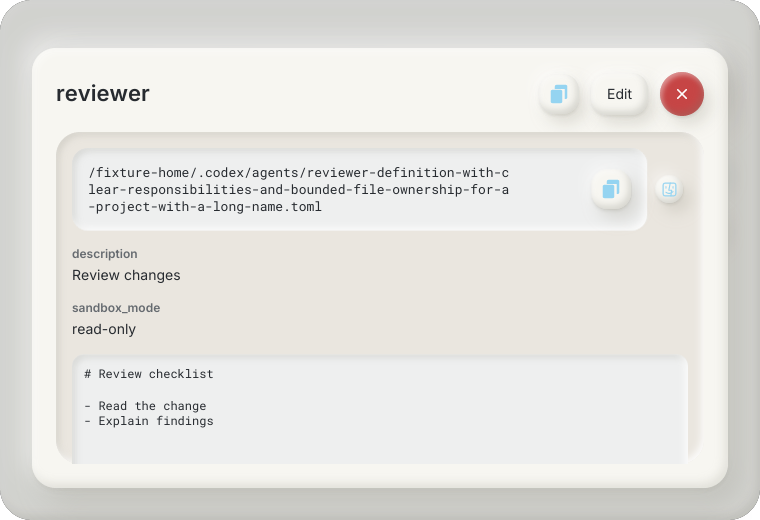 reviewer
Edit
/fixture-home/.codex/agents/reviewer-definition-with-c
lear-responsibilities-and-bounded-file-ownership-for-a
-project-with-a-long-name.toml
description
Review changes
sandbox_mode
read-only
# Review checklist
- Read the change
- Explain findings